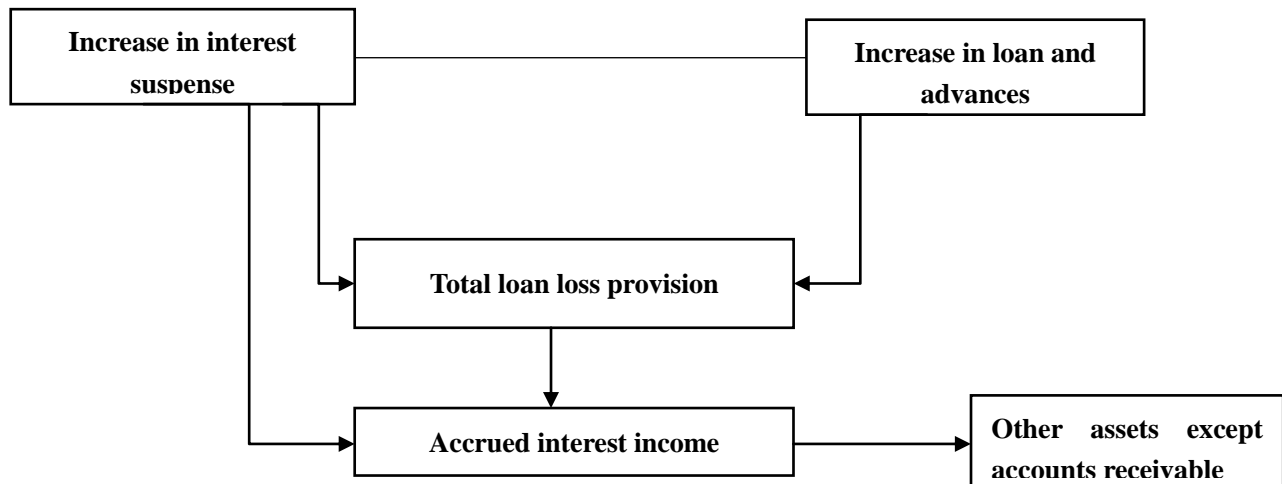 Increase in interest
suspense
Increase in loan and
advances
Total loan loss provision
Accrued interest income
Other assets except
accounts receivable